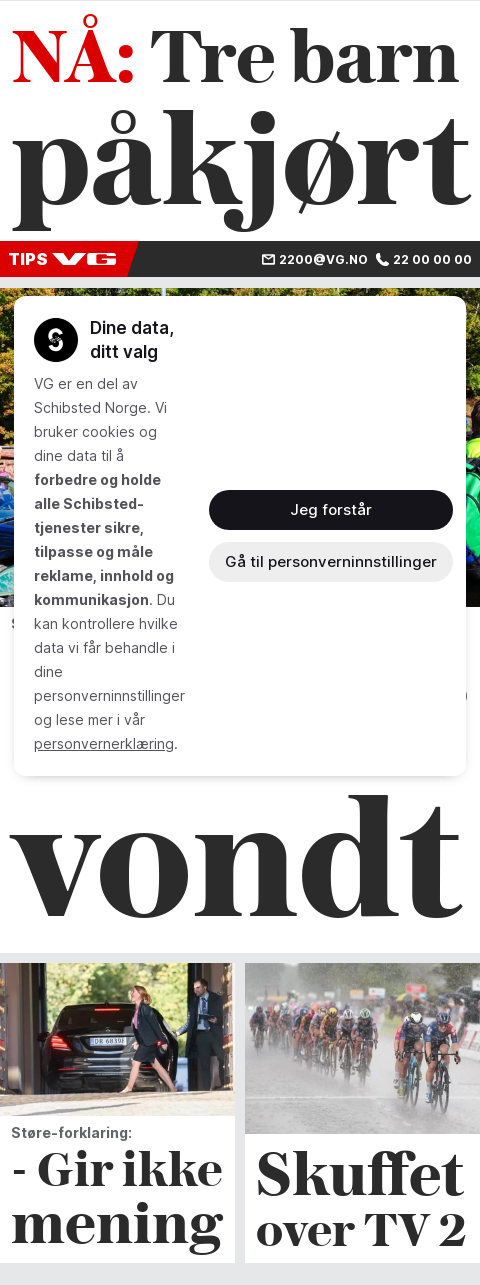 NÅ: Tre barn
påkjørt
TIPS VG
2200@VG.NO 22 00 00 00
Dine data,
ditt valg
VG er en del av
Schibsted Norge. Vi
bruker cookies og
dine data til å
forbedre og holde
alle Schibsted-
tjenester sikre,
tilpasse og måle
reklame, innhold og
kommunikasjon. Du
kan kontrollere hvilke
data vi får behandle i
dine
personverninnstillinger
og lese mer i vår
personvernerklæring.
Jeg forstår
Gå til personverninnstillinger
vondt
Støre-forklaring:
- Gir ikke
mening
Skuffet
over TV 2